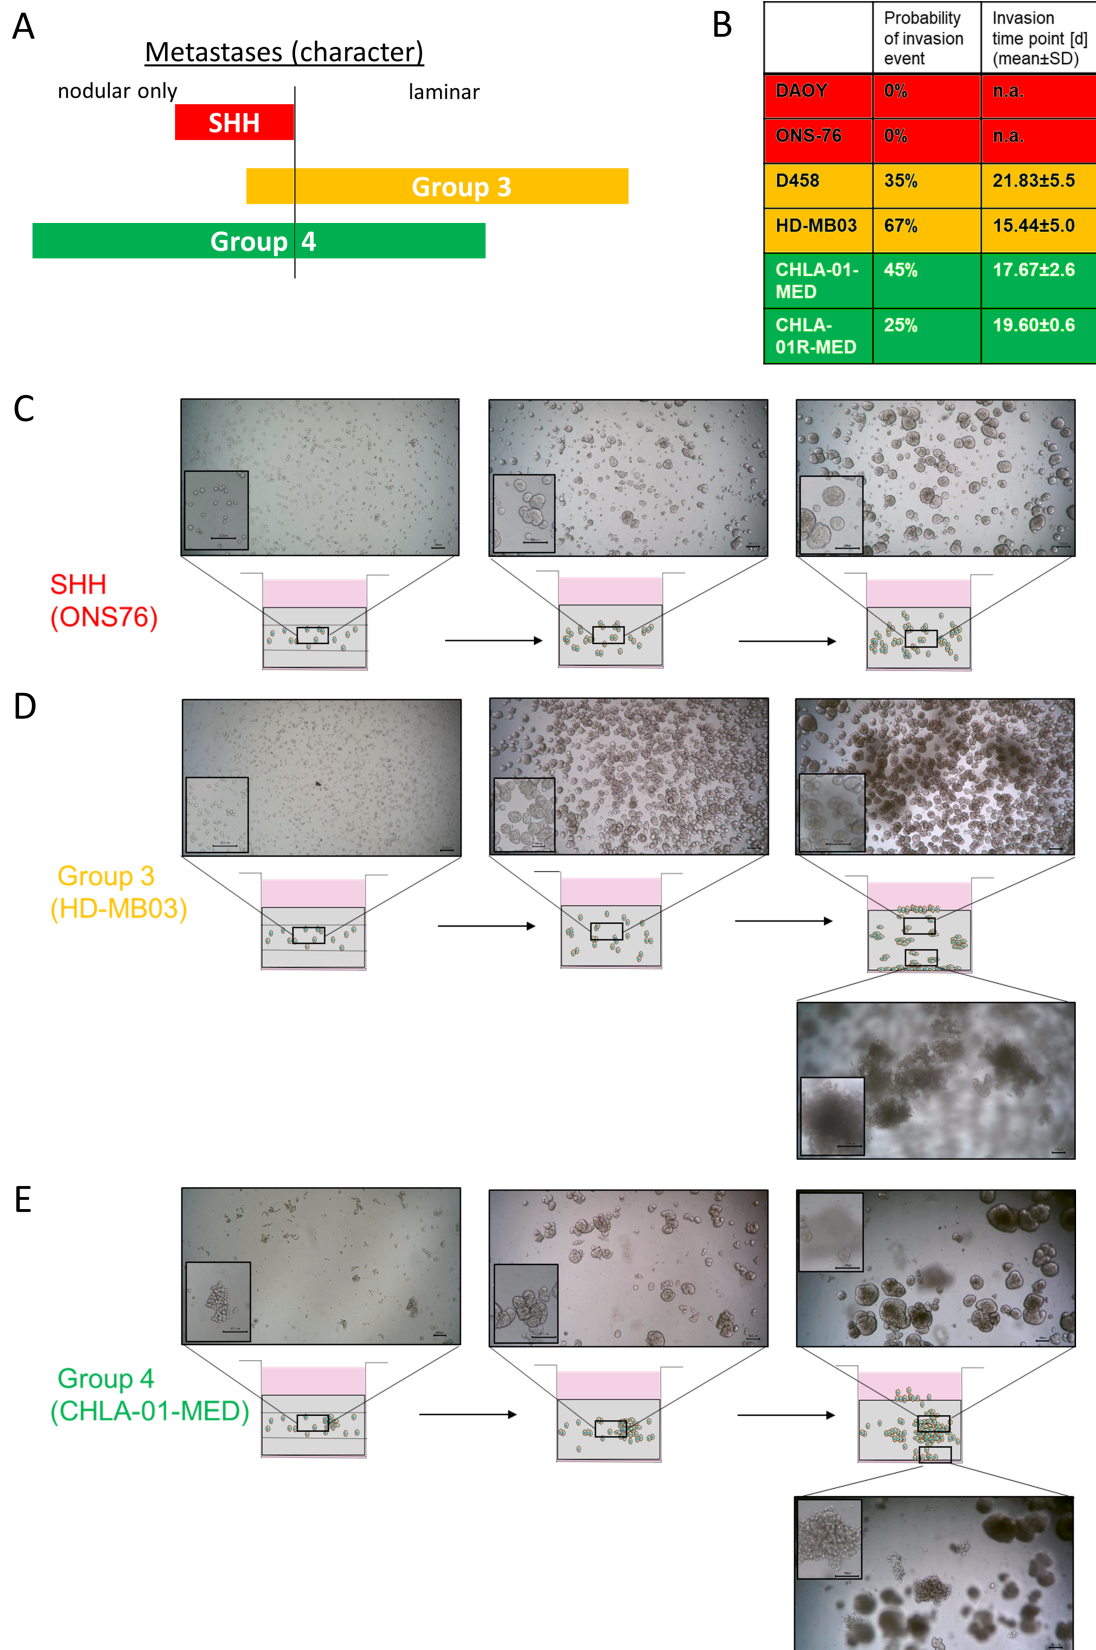 A
Metastases (character)
nodular only
laminar
SHH
Group 3
Group 4
B
Probability
of invasion
event
Invasion
time point [d]
(mean±SD)
DAOY
0%
n.a.
ONS-76
0%
n.a.
D458
35%
21.83±5.5
HD-MB03
67%
15.44±5.0
CHLA-01-
MED
45%
17.67±2.6
CHLA-
01R-MED
25%
19.60±0.6
C
SHH
(ONS76)
D
Group 3
(HD-MB03)
E
Group 4
(CHLA-01-MED)